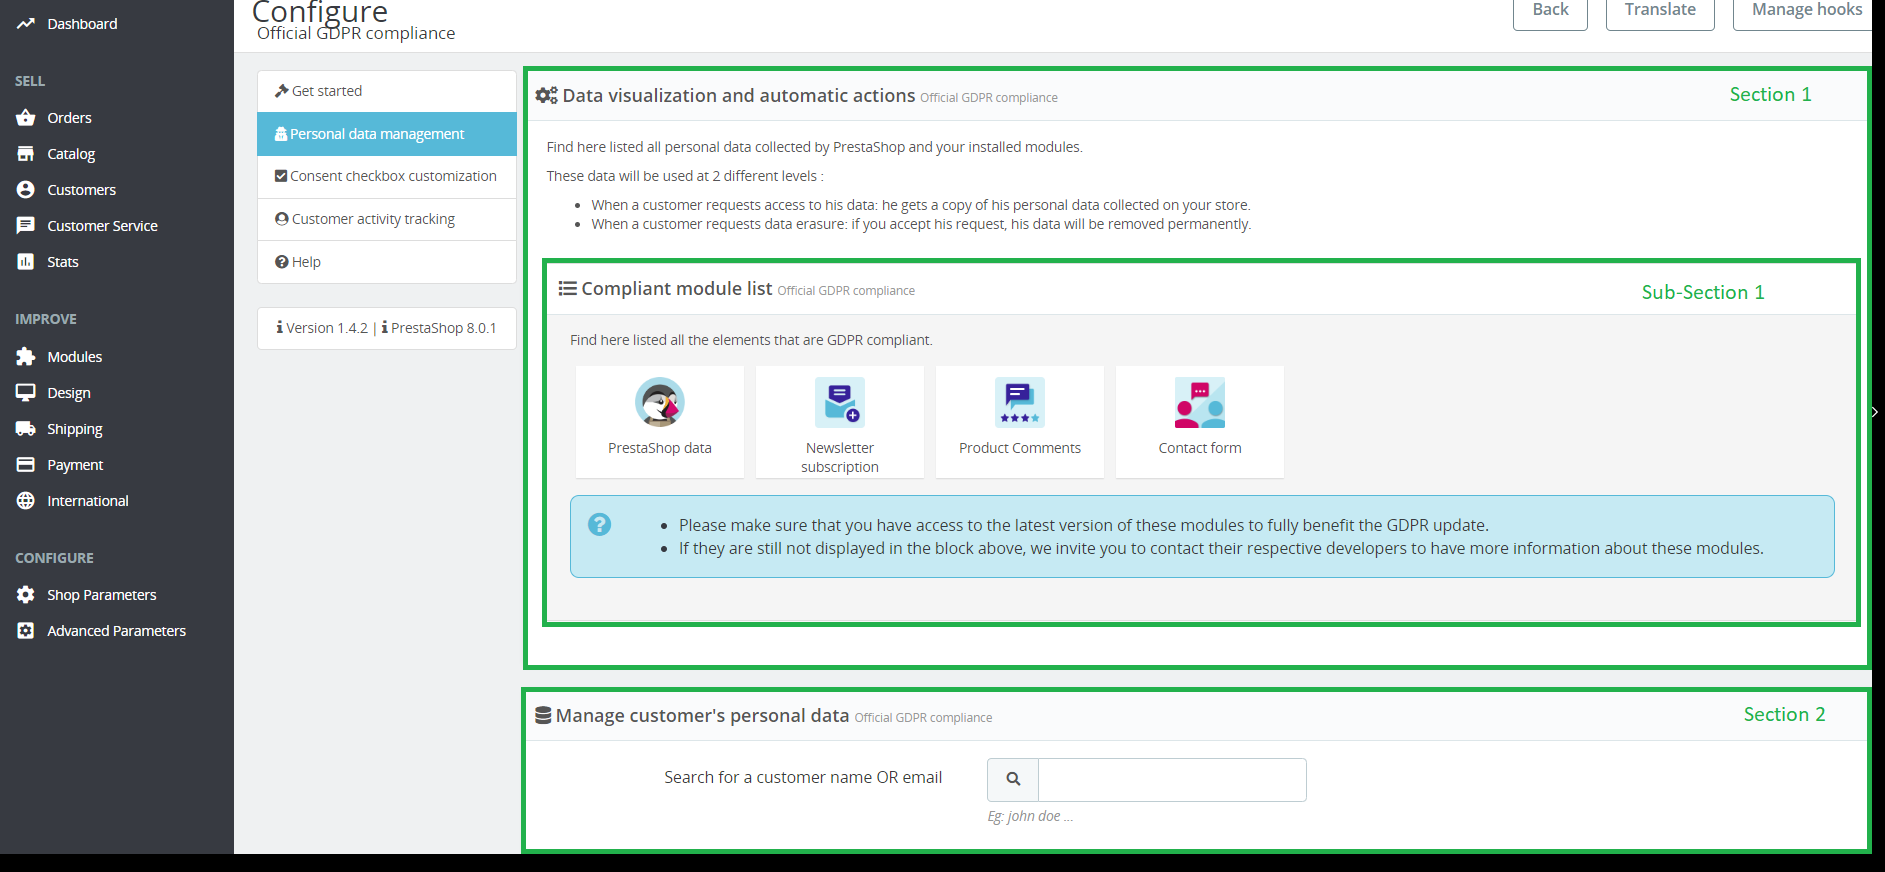 Dashboard
SELL
Orders
Catalog
Customers
Customer Service
Stats
IMPROVE
Modules
Design
Shipping
Payment
International
CONFIGURE
Shop Parameters
Advanced Parameters
Configure
Official GDPR compliance
Back
Translate
Manage hooks
Get started
Personal data management
Consent checkbox customization
Customer activity tracking
Help
Version 1.4.2 | PrestaShop 8.0.1
Data visualization and automatic actions Official GDPR compliance
Section 1
Find here listed all personal data collected by PrestaShop and your installed modules.
These data will be used at 2 different levels :
When a customer requests access to his data: he gets a copy of his personal data collected on your store.
When a customer requests data erasure: if you accept his request, his data will be removed permanently.
Compliant module list Official GDPR compliance
Sub-Section 1
Find here listed all the elements that are GDPR compliant.
PrestaShop data
Newsletter
subscription
Product Comments
Contact form
Please make sure that you have access to the latest version of these modules to fully benefit the GDPR update.
If they are still not displayed in the block above, we invite you to contact their respective developers to have more information about these modules.
Manage customer's personal data Official GDPR compliance
Section 2
Search for a customer name OR email
Eg: john doe ...